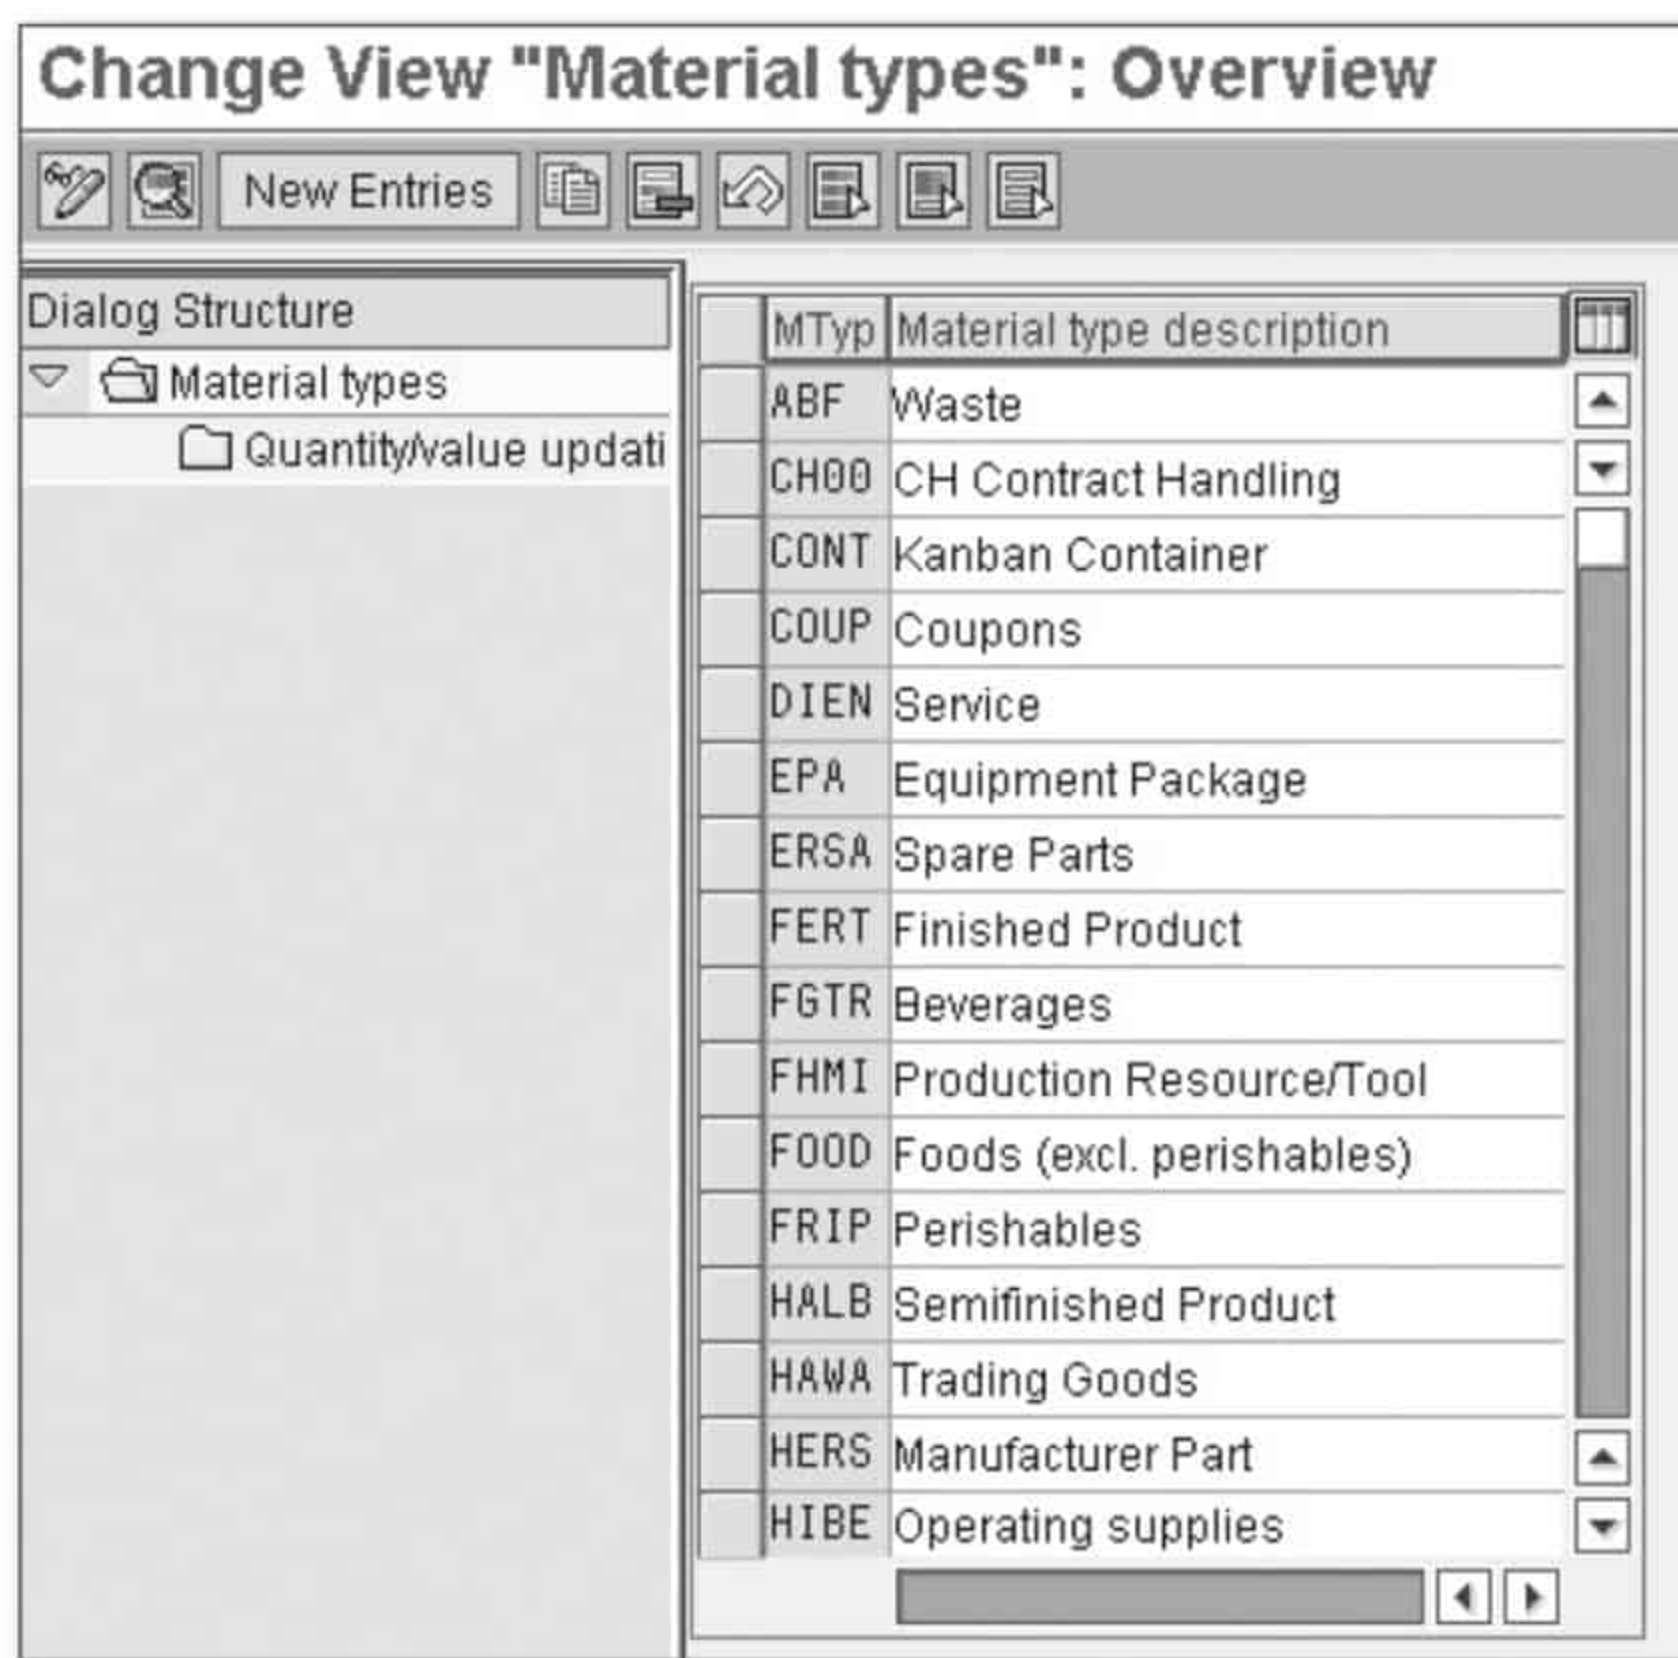 Change View "Material types": Overview
New Entries
Dialog Structure
Material types
Quantity/value updati
MTyp Material type description
ABF Waste
CH00 CH Contract Handling
CONT Kanban Container
COUP Coupons
DIEN Service
EPA Equipment Package
ERSA Spare Parts
FERT Finished Product
FGTR Beverages
FHMI Production Resource/Tool
FOOD Foods (excl. perishables)
FRIP Perishables
HALB Semifinished Product
HAWA Trading Goods
HERS Manufacturer Part
HIBE Operating supplies